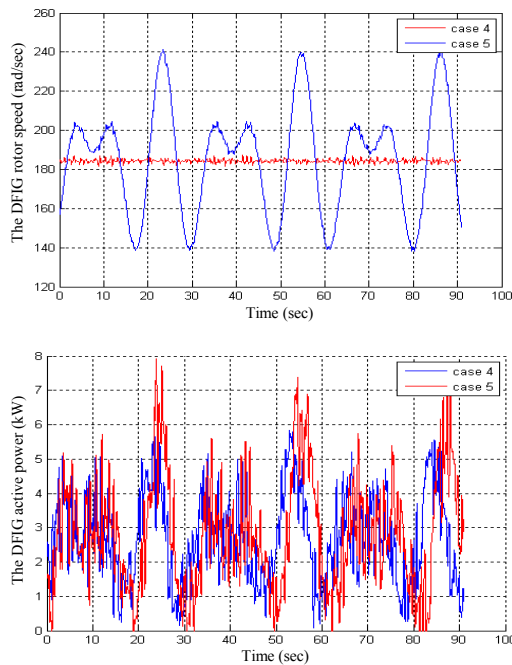 260
240
220
200
180
160
140
120
The DFIG rotor speed (rad/sec)
case 4
case 5
0 10 20 30 40 50 60 70 80 90 100
Time (sec)
8
7
6
5
4
3
2
1
0
The DFIG active power (kW)
case 4
case 5
0 10 20 30 40 50 60 70 80 90 100
Time (sec)